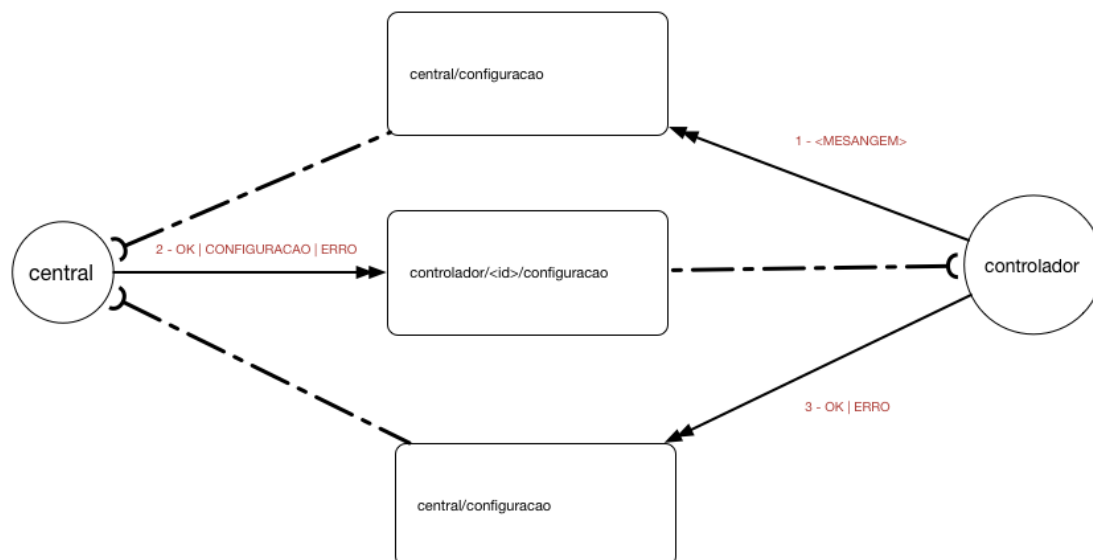 central/configuracao
1 - <MESANGEM>
2 - OK | CONFIGURACAO | ERRO
central
controlador/<id>/configuracao
controlador
3 - OK | ERRO
central/configuracao